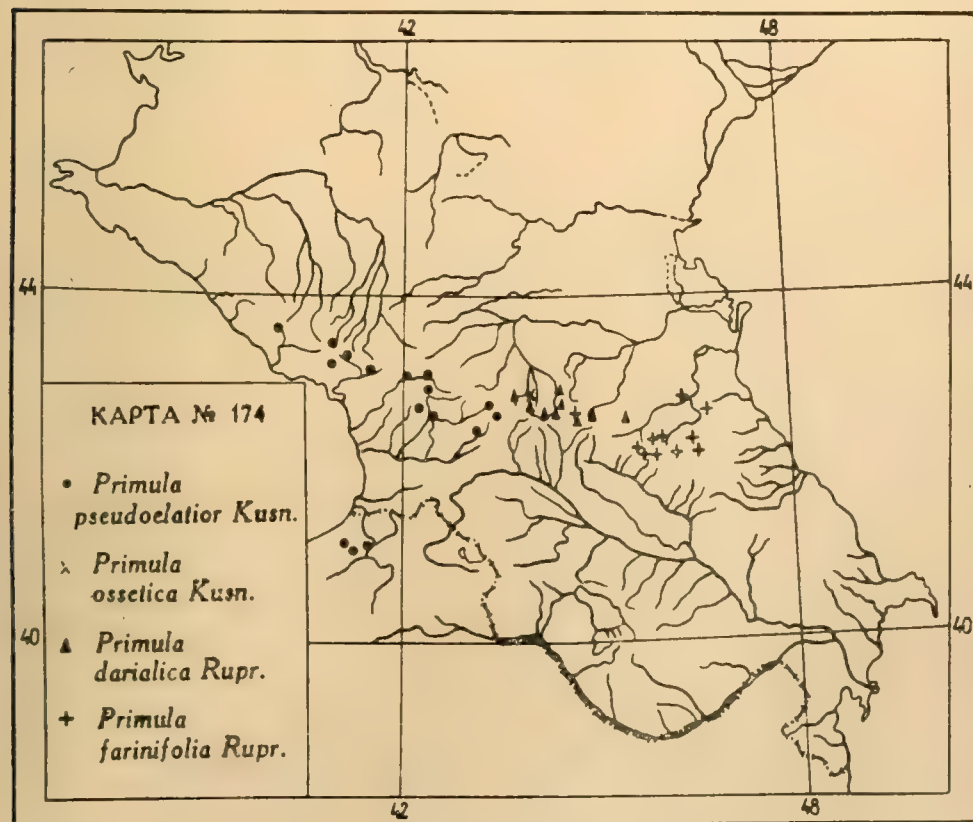 42
48
44
44
КАРТА № 174
Primula
pseudoelatior Kusn.
Primula
ossetica Kusn.
Primula
darialica Rupr.
Primula
farinifolia Rupr.
40
40
42
48